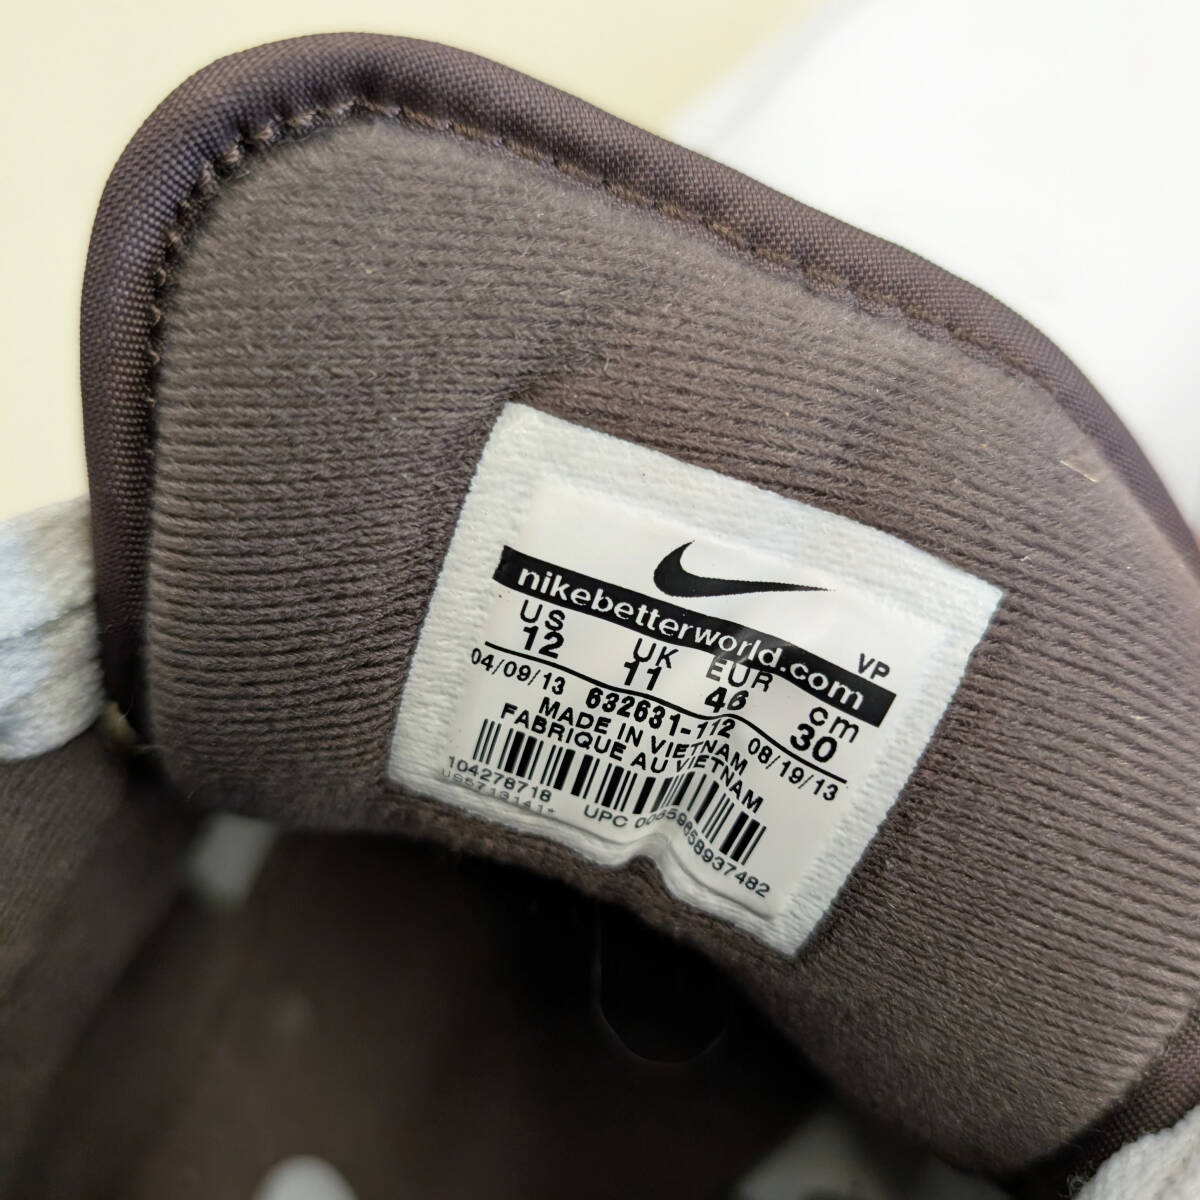 nikebetterworld.com VP
US UK EUR cm
12 11 46 30
04/09/13 632631-112 08/19/13
MADE IN VIETNAM
FABRIQUE AU VIETNAM
104278718 UPC 00659658937482